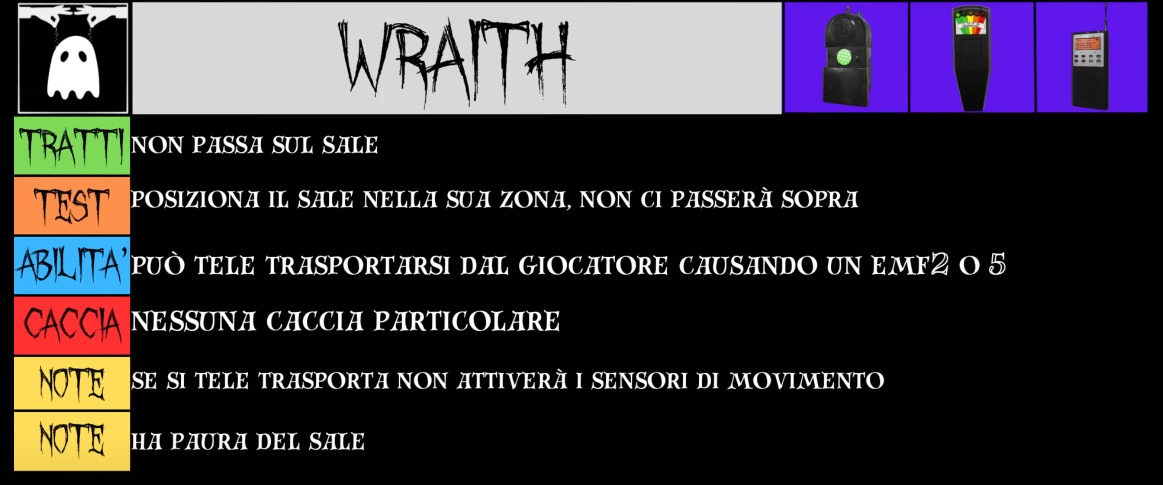 WRAITH
TRATTI NON PASSA SUL SALE
TEST POSIZIONA IL SALE NELLA SUA ZONA, NON CI PASSERÀ SOPRA
ABILITA' PUÒ TELE TRASPORTARSI DAL GIOCATORE CAUSANDO UN EMF2 O 5
CACCIA NESSUNA CACCIA PARTICOLARE
NOTE SE SI TELE TRASPORTA NON ATTIVERÀ I SENSORI DI MOVIMENTO
NOTE HA PAURA DEL SALE